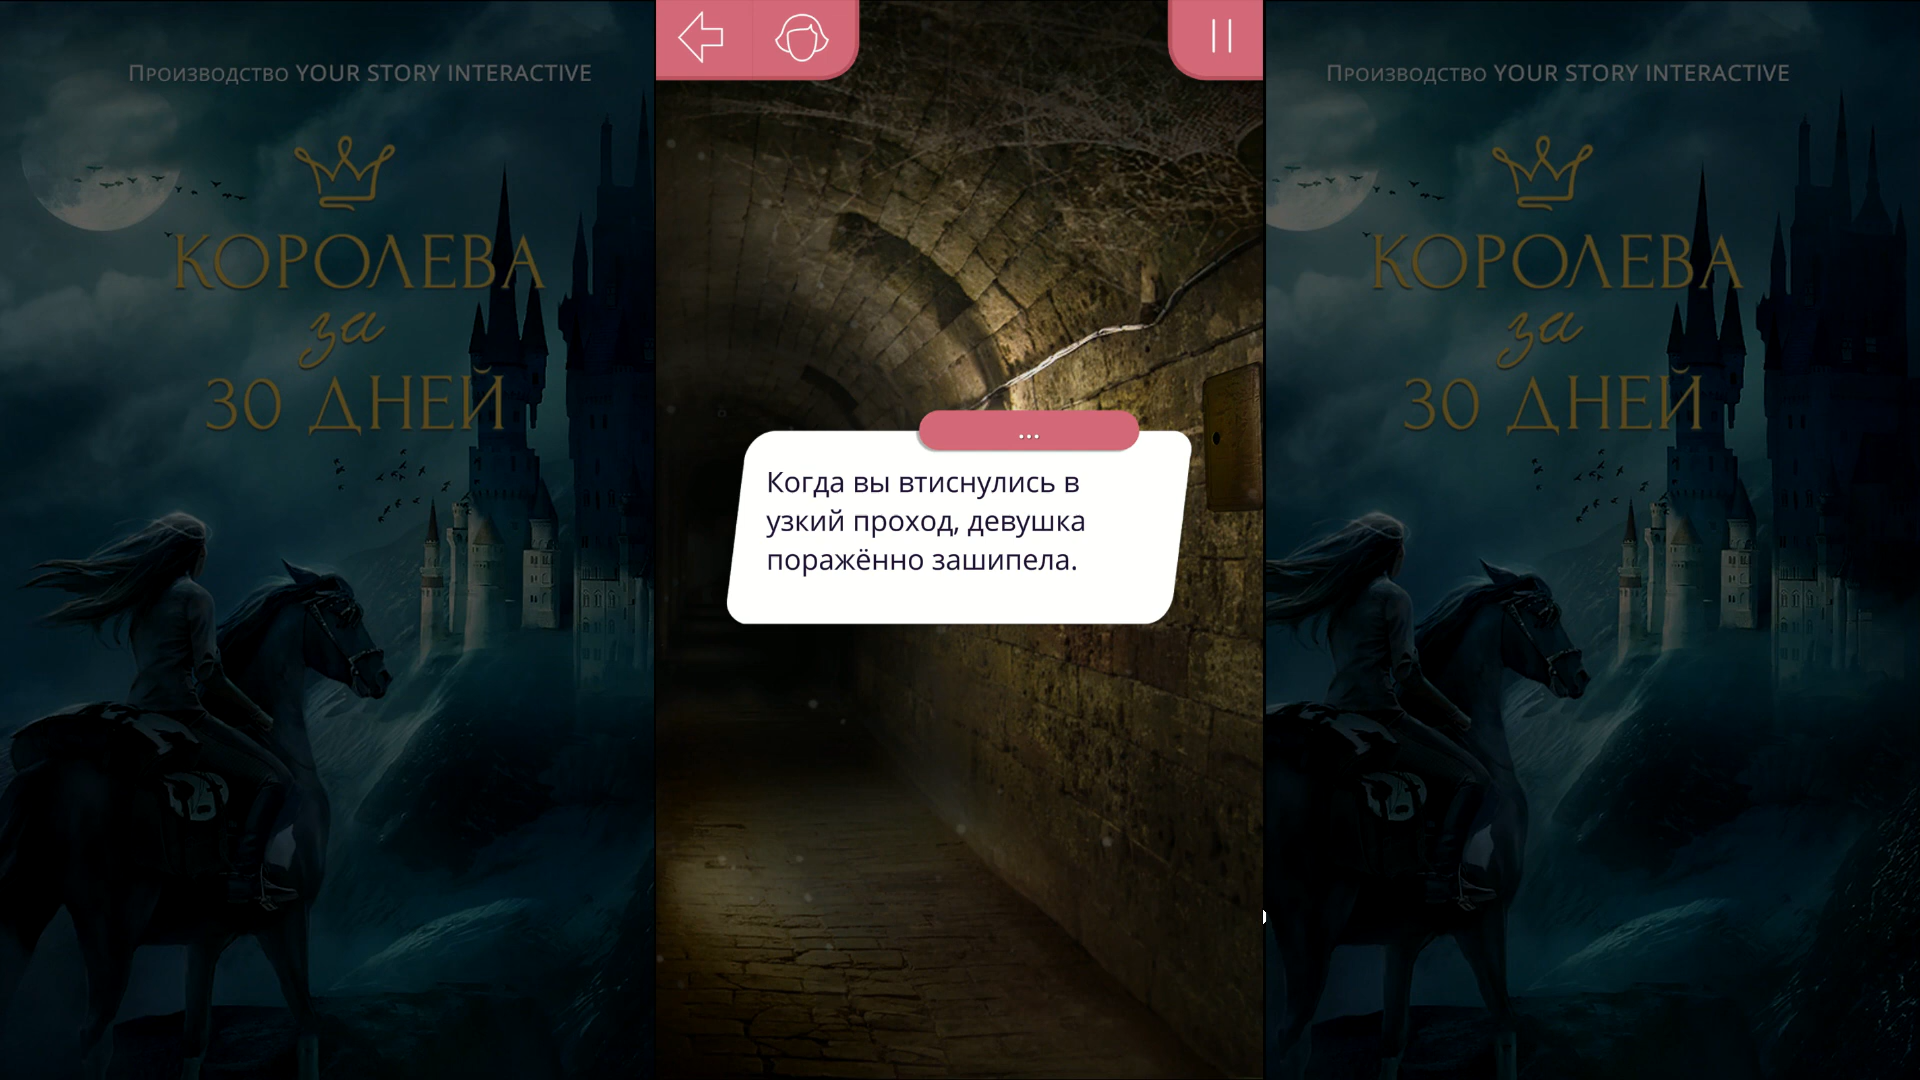 Производство YOUR STORY INTERACTIVE
КОРОЛЕВА
за
30 ДНЕЙ
...
Когда вы втиснулись в
узкий проход, девушка
поражённо зашипела.
Производство YOUR STORY INTERACTIVE
КОРОЛЕВА
за
30 ДНЕЙ